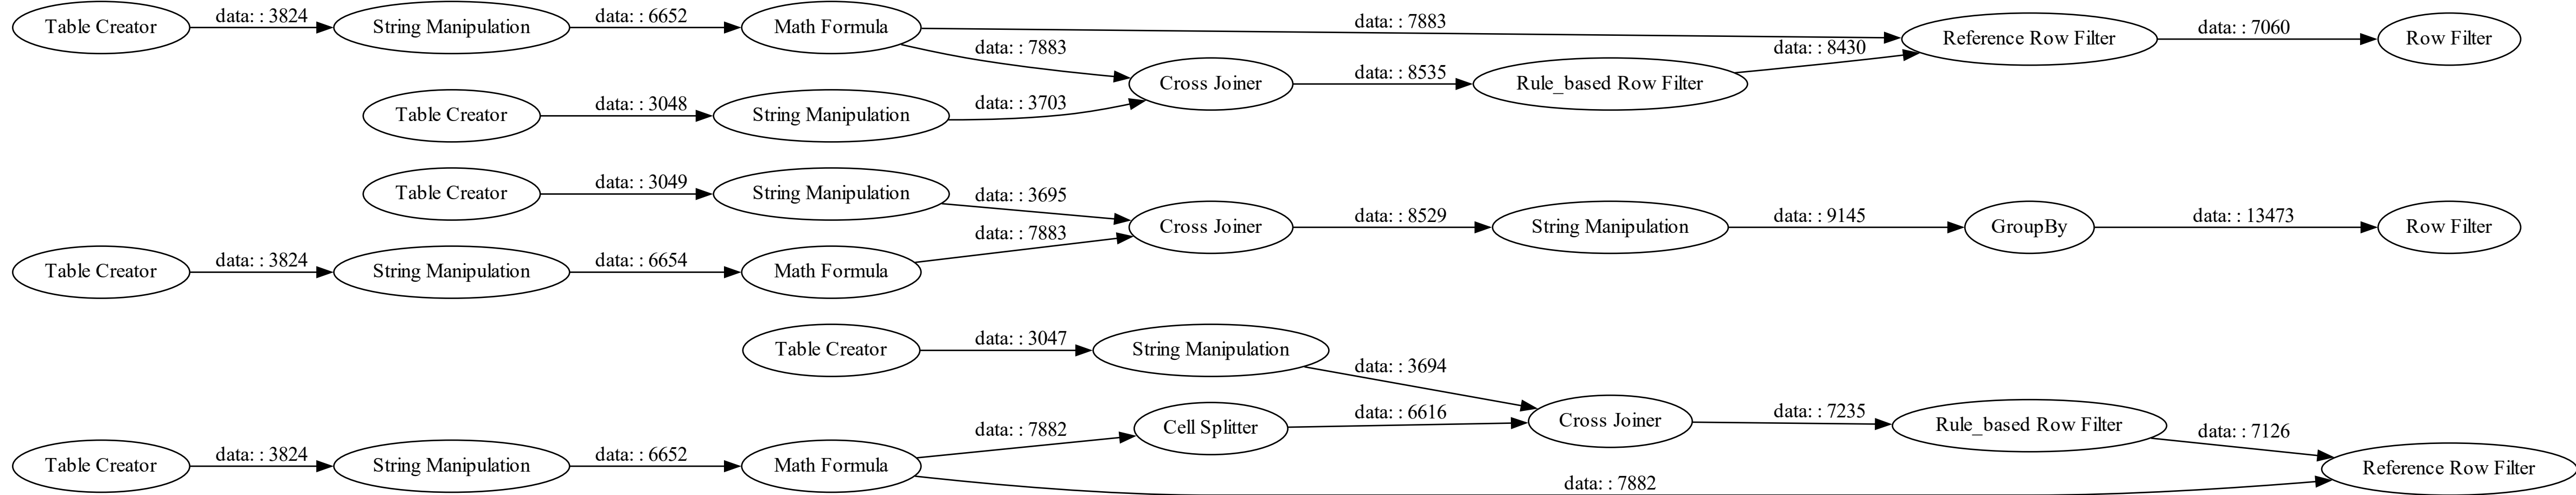 Table Creator data: : 3824 String Manipulation data: : 6652 Math Formula data: : 7883 Reference Row Filter data: : 7060 Row Filter
data: : 7883 Cross Joiner data: : 8535 Rule_based Row Filter data: : 8430
Table Creator data: : 3048 String Manipulation data: : 3703
Table Creator data: : 3049 String Manipulation data: : 3695
Cross Joiner data: : 8529 String Manipulation data: : 9145 GroupBy data: : 13473 Row Filter
Table Creator data: : 3824 String Manipulation data: : 6654 Math Formula data: : 7883
Table Creator data: : 3047 String Manipulation data: : 3694
data: : 7882 Cell Splitter data: : 6616 Cross Joiner data: : 7235 Rule_based Row Filter data: : 7126
Table Creator data: : 3824 String Manipulation data: : 6652 Math Formula data: : 7882 Reference Row Filter